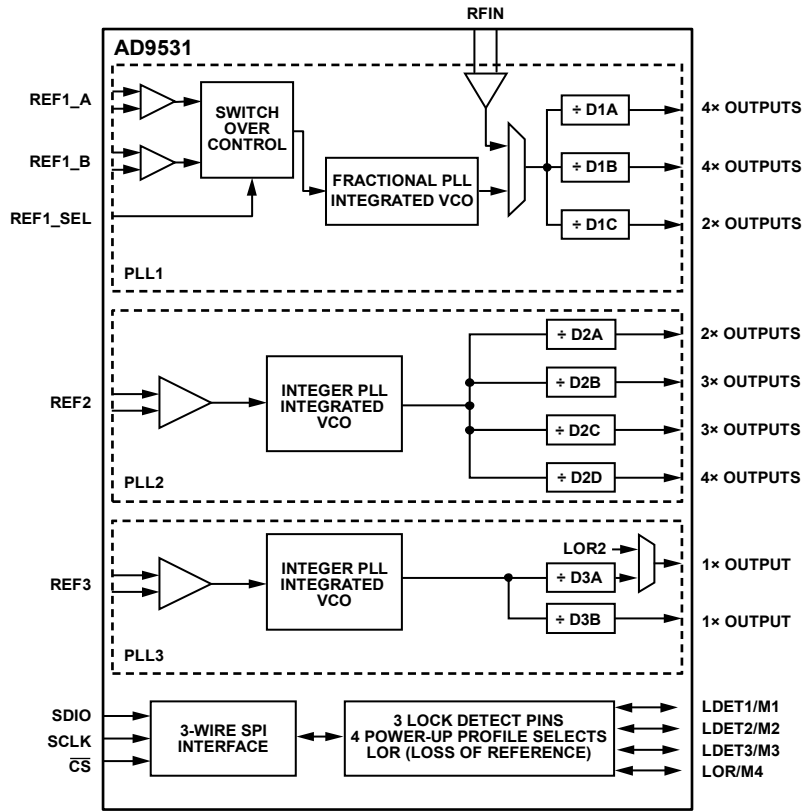 RFIN
AD9531
REF1_A
REF1_B
REF1_SEL
SWITCH
OVER
CONTROL
FRACTIONAL PLL
INTEGRATED VCO
÷ D1A
÷ D1B
÷ D1C
4× OUTPUTS
4× OUTPUTS
2× OUTPUTS
PLL1
REF2
INTEGER PLL
INTEGRATED
VCO
÷ D2A
÷ D2B
÷ D2C
÷ D2D
2× OUTPUTS
3× OUTPUTS
3× OUTPUTS
4× OUTPUTS
PLL2
REF3
INTEGER PLL
INTEGRATED
VCO
LOR2
÷ D3A
÷ D3B
1× OUTPUT
1× OUTPUT
PLL3
SDIO
SCLK
CS
3-WIRE SPI
INTERFACE
3 LOCK DETECT PINS
4 POWER-UP PROFILE SELECTS
LOR (LOSS OF REFERENCE)
LDET1/M1
LDET2/M2
LDET3/M3
LOR/M4